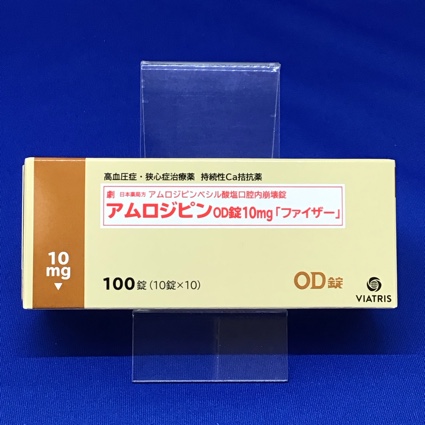 高血圧症・狭心症治療薬 持続性Ca拮抗薬
劇 日本薬局方 アムロジピンベシル酸塩口腔内崩壊錠
アムロジピンOD錠10mg「ファイザー」
10
mg
100錠(10錠×10)
OD錠
VIATRIS